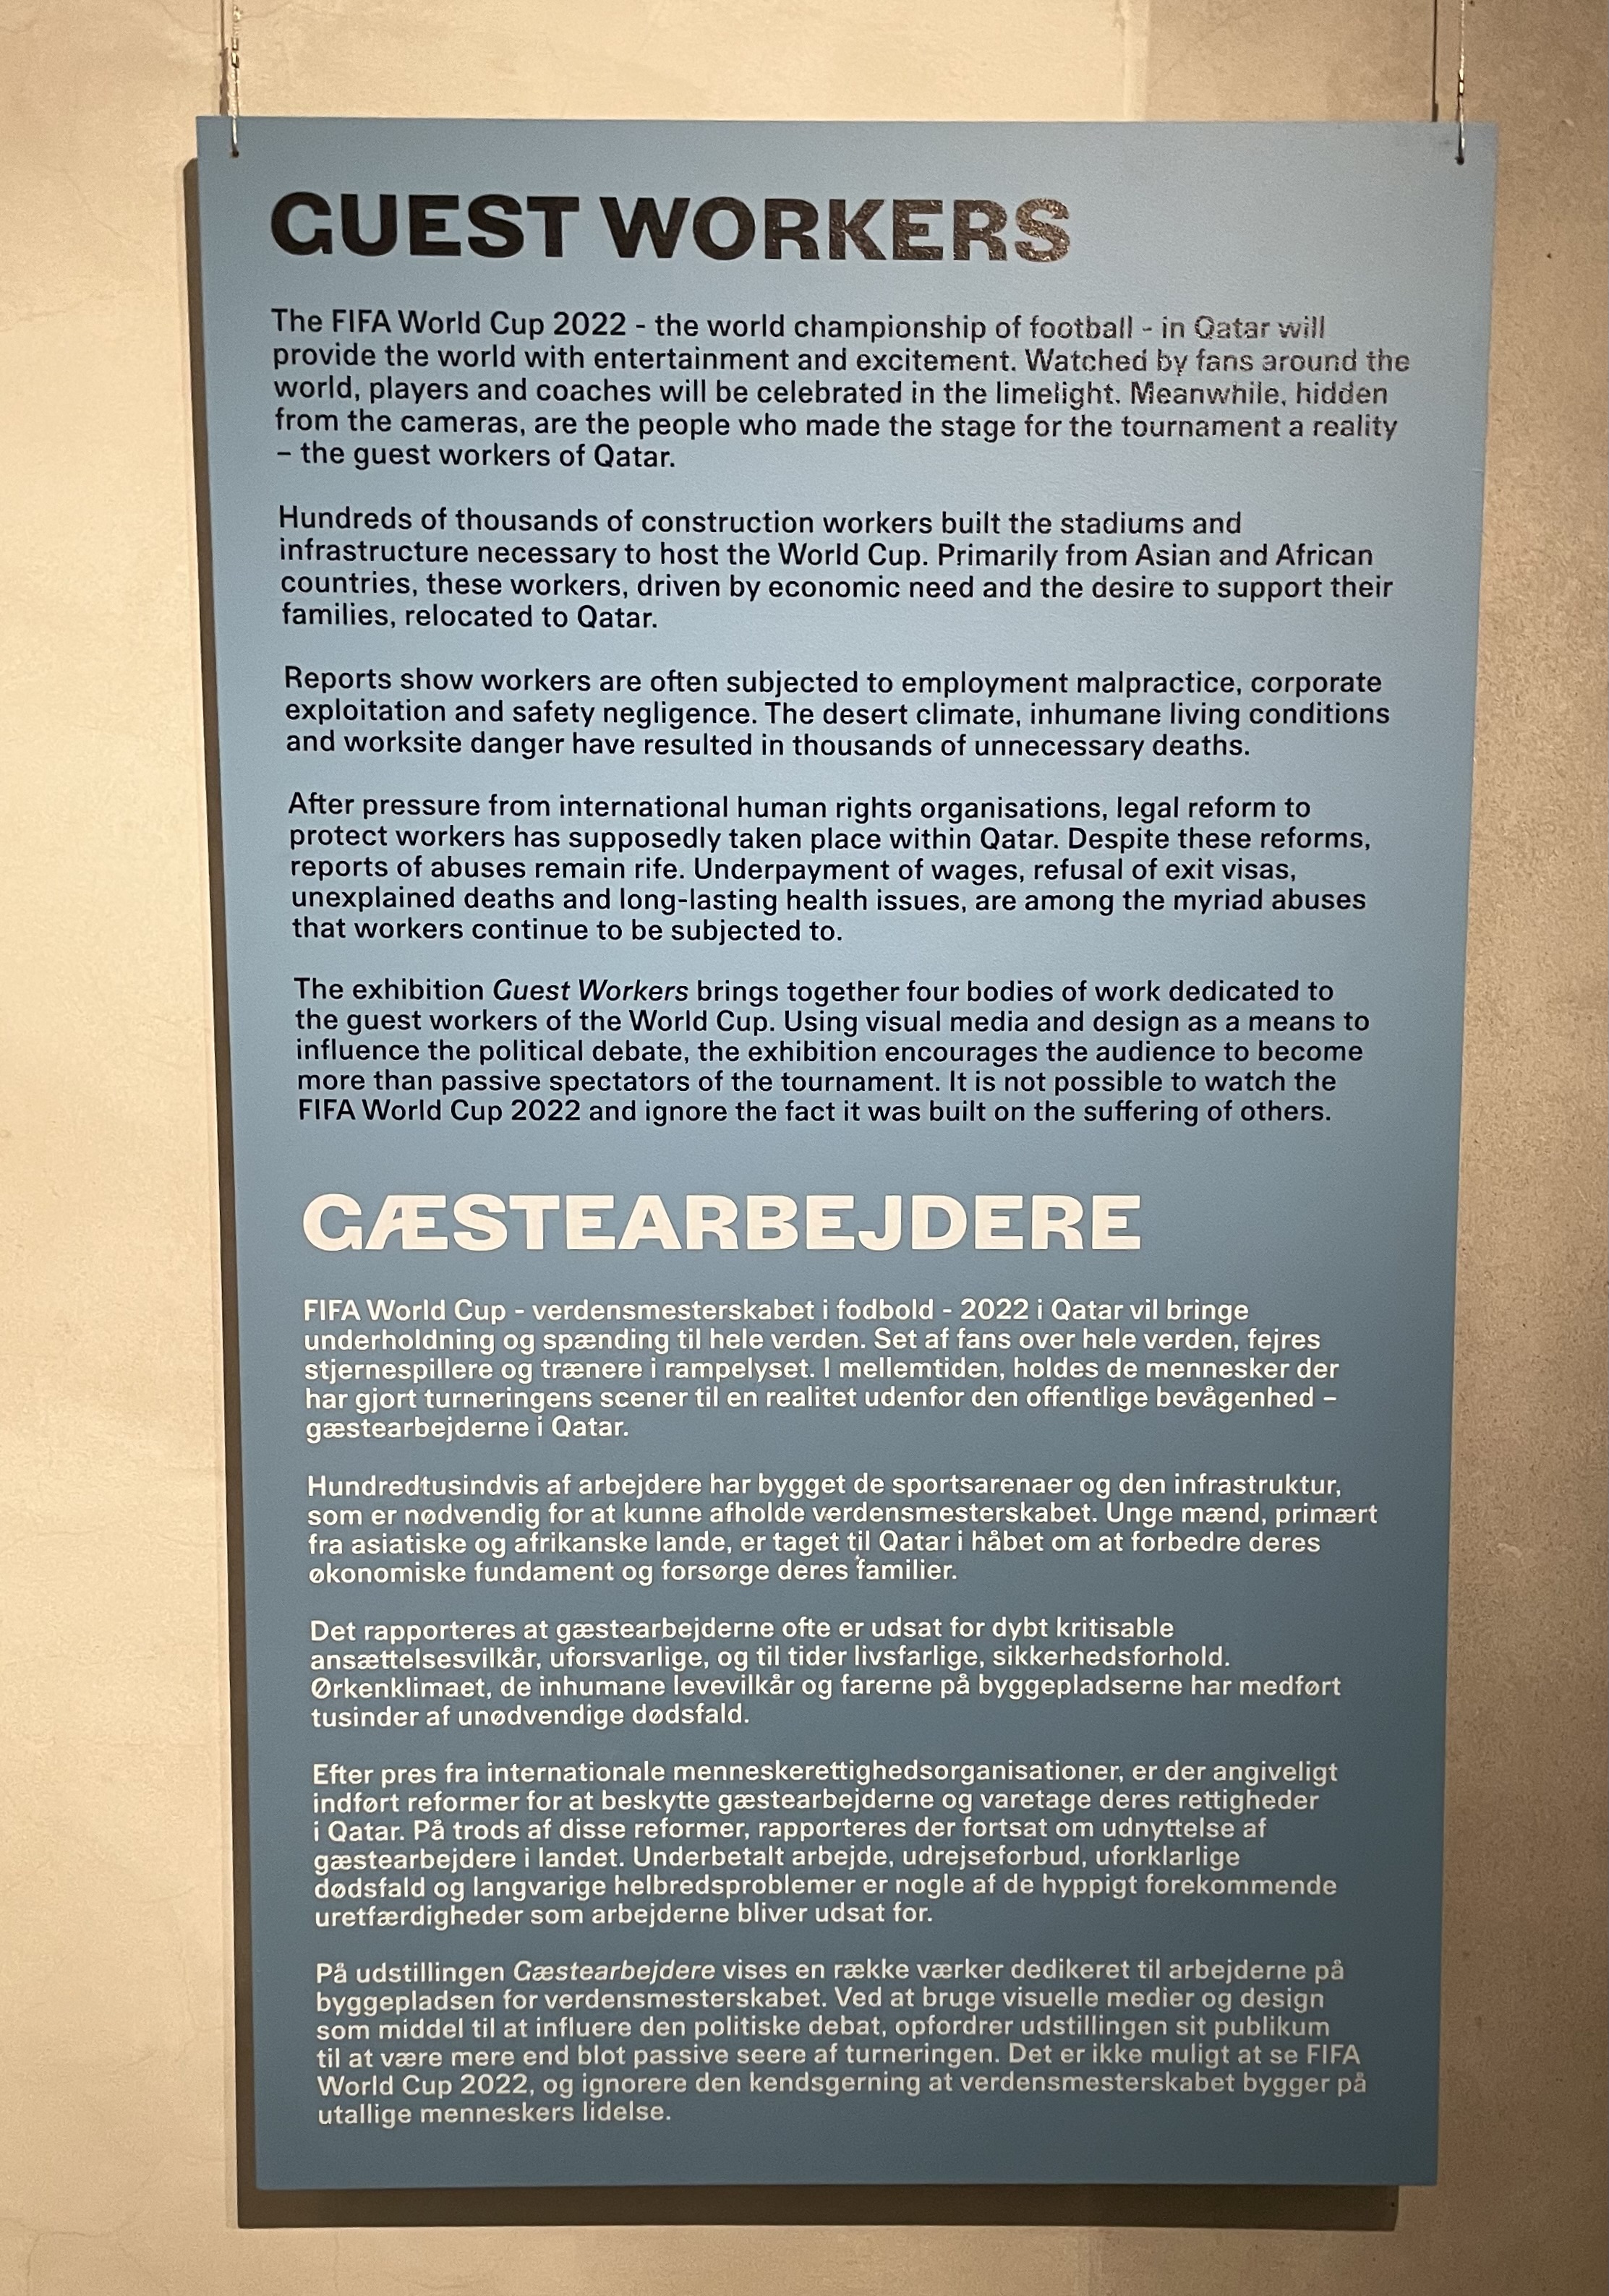 GUEST WORKERS
The FIFA World Cup 2022 - the world championship of football - in Qatar will
provide the world with entertainment and excitement. Watched by fans around the
world, players and coaches will be celebrated in the limelight. Meanwhile, hidden
from the cameras, are the people who made the stage for the tournament a reality
– the guest workers of Qatar.
Hundreds of thousands of construction workers built the stadiums and
infrastructure necessary to host the World Cup. Primarily from Asian and African
countries, these workers, driven by economic need and the desire to support their
families, relocated to Qatar.
Reports show workers are often subjected to employment malpractice, corporate
exploitation and safety negligence. The desert climate, inhumane living conditions
and worksite danger have resulted in thousands of unnecessary deaths.
After pressure from international human rights organisations, legal reform to
protect workers has supposedly taken place within Qatar. Despite these reforms,
reports of abuses remain rife. Underpayment of wages, refusal of exit visas,
unexplained deaths and long-lasting health issues, are among the myriad abuses
that workers continue to be subjected to.
The exhibition Guest Workers brings together four bodies of work dedicated to
the guest workers of the World Cup. Using visual media and design as a means to
influence the political debate, the exhibition encourages the audience to become
more than passive spectators of the tournament. It is not possible to watch the
FIFA World Cup 2022 and ignore the fact it was built on the suffering of others.
GÆSTEARBEJDERE
FIFA World Cup - verdensmesterskabet i fodbold - 2022 i Qatar vil bringe
underholdning og spænding til hele verden. Set af fans over hele verden, fejres
stjernespillere og trænere i rampelyset. I mellemtiden, holdes de mennesker der
har gjort turneringens scener til en realitet udenfor den offentlige bevågenhed –
gæstearbejderne i Qatar.
Hundredtusindvis af arbejdere har bygget de sportsarenaer og den infrastruktur,
som er nødvendig for at kunne afholde verdensmesterskabet. Unge mænd, primært
fra asiatiske og afrikanske lande, er taget til Qatar i håbet om at forbedre deres
økonomiske fundament og forsørge deres familier.
Det rapporteres at gæstearbejderne ofte er udsat for dybt kritisable
ansættelsesvilkår, uforsvarlige, og til tider livsfarlige, sikkerhedsforhold.
Ørkenklimaet, de inhumane levevilkår og farerne på byggepladserne har medført
tusinder af unødvendige dødsfald.
Efter pres fra internationale menneskerettighedsorganisationer, er der angiveligt
indført reformer for at beskytte gæstearbejderne og varetage deres rettigheder
i Qatar. På trods af disse reformer, rapporteres der fortsat om udnyttelse af
gæstearbejdere i landet. Underbetalt arbejde, udrejseforbud, uforklarlige
dødsfald og langvarige helbredsproblemer er nogle af de hyppigt forekommende
uretfærdigheder som arbejderne bliver udsat for.
På udstillingen Gæstearbejdere vises en række værker dedikeret til arbejderne på
byggepladsen for verdensmesterskabet. Ved at bruge visuelle medier og design
som middel til at influere den politiske debat, opfordrer udstillingen sit publikum
til at være mere end blot passive seere af turneringen. Det er ikke muligt at se FIFA
World Cup 2022, og ignorere den kendsgerning at verdensmesterskabet bygger på
utallige menneskers lidelse.